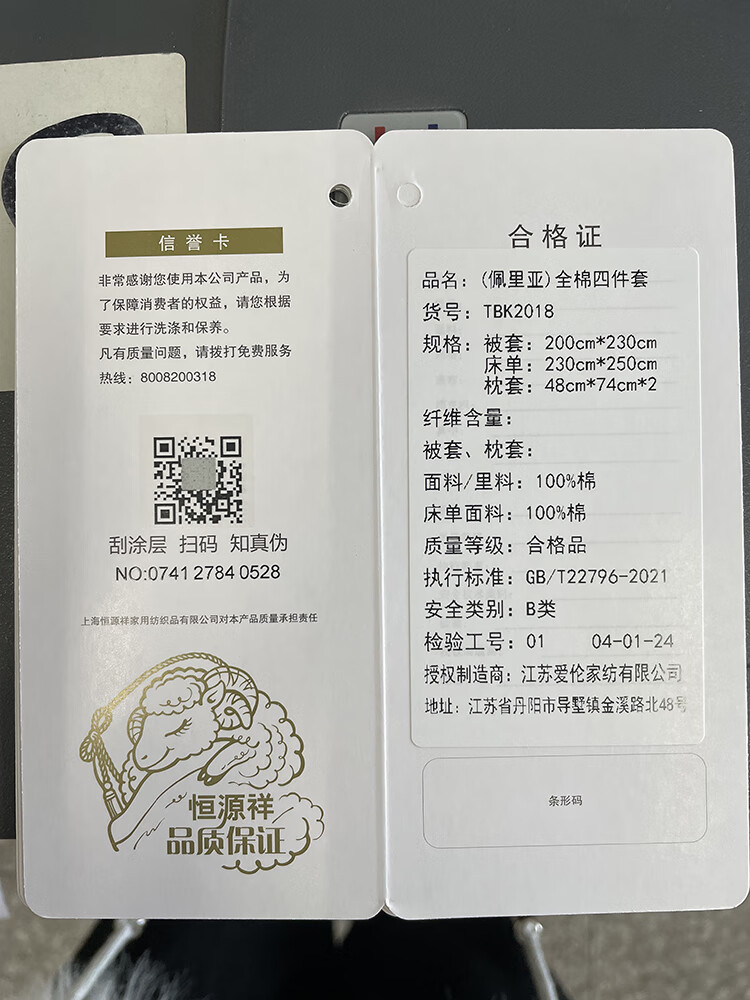 信誉卡
非常感谢您使用本公司产品，为
了保障消费者的权益，请您根据
要求进行洗涤和保养。
凡有质量问题，请拨打免费服务
热线：8008200318
刮涂层 扫码 知真伪
NO:0741 2784 0528
上海恒源祥家用纺织品有限公司对本产品质量承担责任
恒源祥
品质保证
合格证
品名：(佩里亚)全棉四件套
货号：TBK2018
规格：被套：200cm*230cm
床单：230cm*250cm
枕套：48cm*74cm*2
纤维含量：
被套、枕套：
面料/里料：100%棉
床单面料：100%棉
质量等级：合格品
执行标准：GB/T22796-2021
安全类别：B类
检验工号：01 04-01-24
授权制造商：江苏爱伦家纺有限公司
地址：江苏省丹阳市导墅镇金溪路北48号
条形码